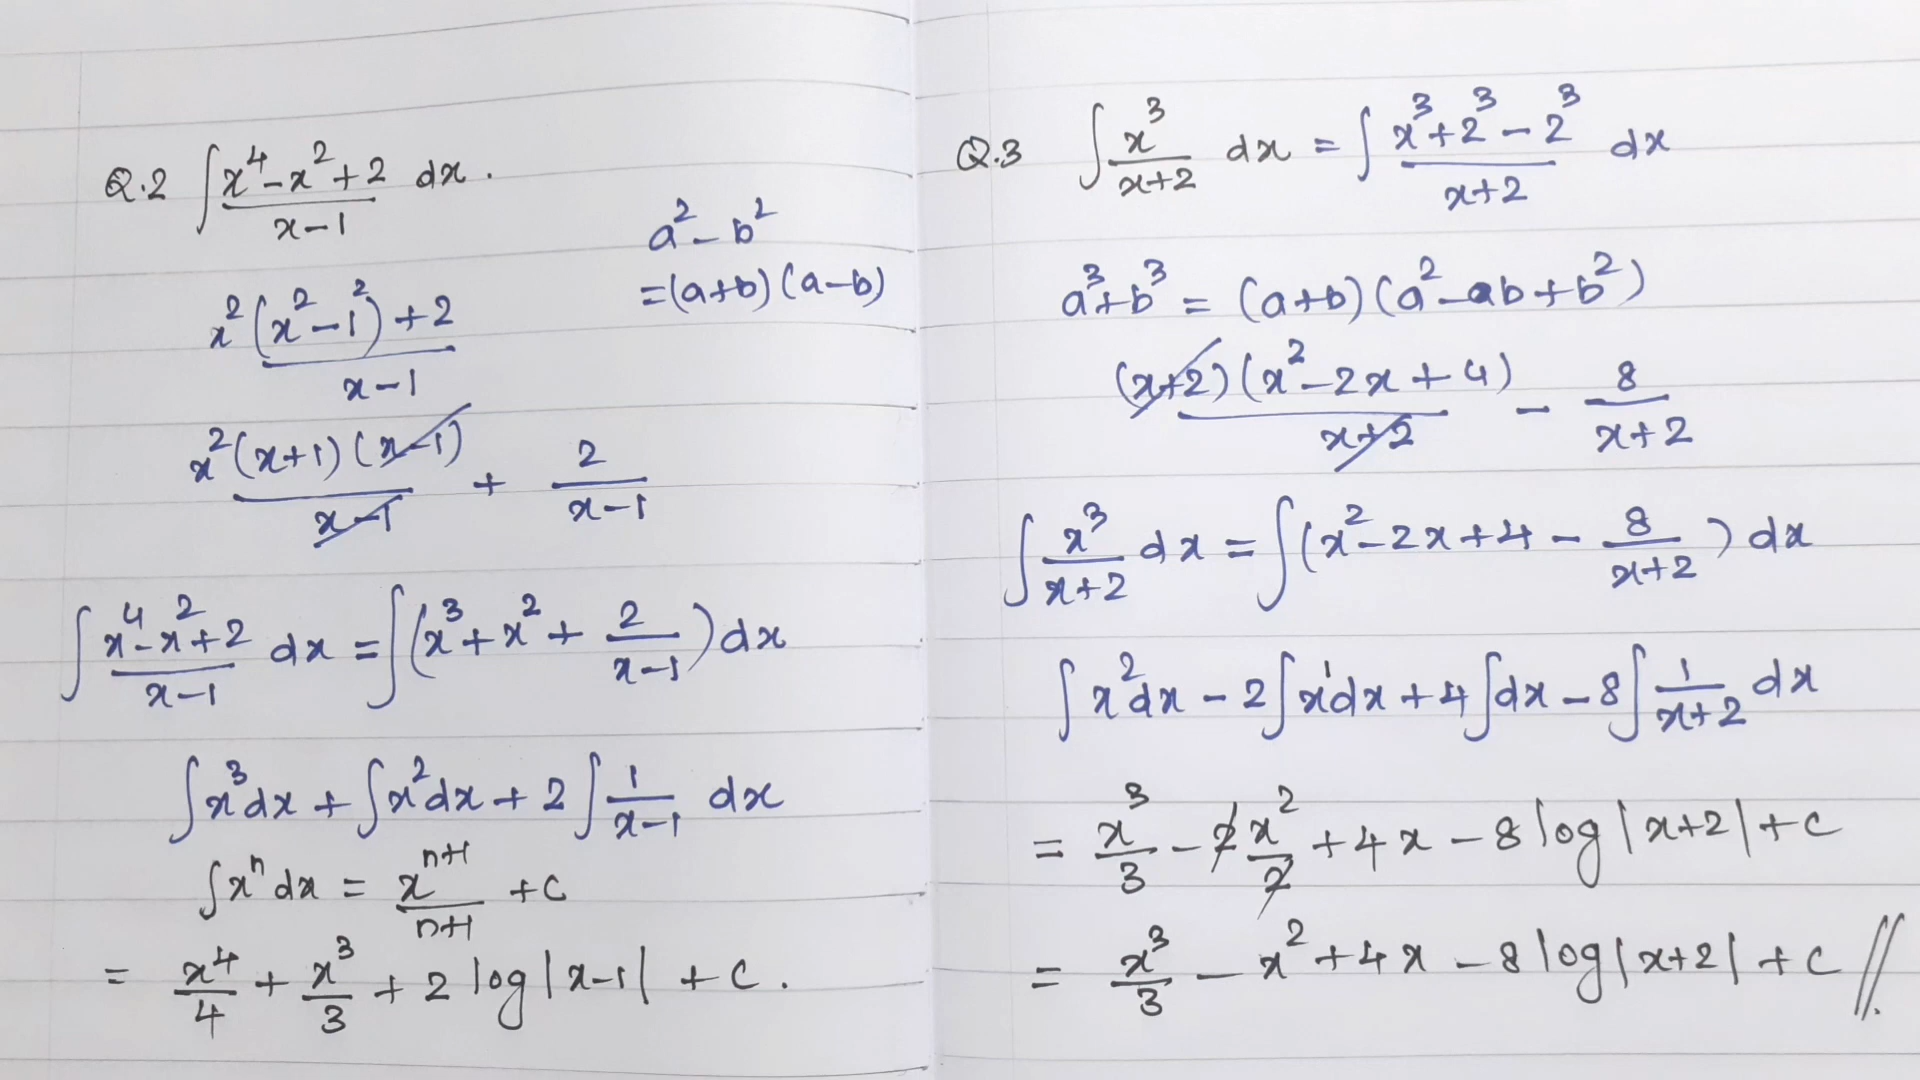 Q.2 ∫ (x⁴-x²+2)/(x-1) dx.
a²-b²
=(a+b)(a-b)
(x²(x²-1²)+2)/(x-1)
(x²(x+1)(x-1))/(x-1) + 2/(x-1)
∫ (x⁴-x²+2)/(x-1) dx = ∫(x³+x²+ 2/(x-1)) dx
∫x³dx + ∫x²dx + 2∫ 1/(x-1) dx
∫xⁿ dx = xⁿ⁺¹/(n+1) +c
= x⁴/4 + x³/3 + 2 log|x-1| + c.
Q.3 ∫ x³/(x+2) dx = ∫ (x³+2³-2³)/(x+2) dx
a³+b³ = (a+b)(a²-ab+b²)
((x+2)(x²-2x+4))/(x+2) - 8/(x+2)
∫ x³/(x+2) dx = ∫(x²-2x+4- 8/(x+2)) dx
∫x²dx - 2∫x¹dx + 4∫dx - 8∫ 1/(x+2) dx
= x³/3 - 2 x²/2 + 4x - 8 log|x+2| + c
= x³/3 - x² + 4x - 8 log|x+2| + c //.